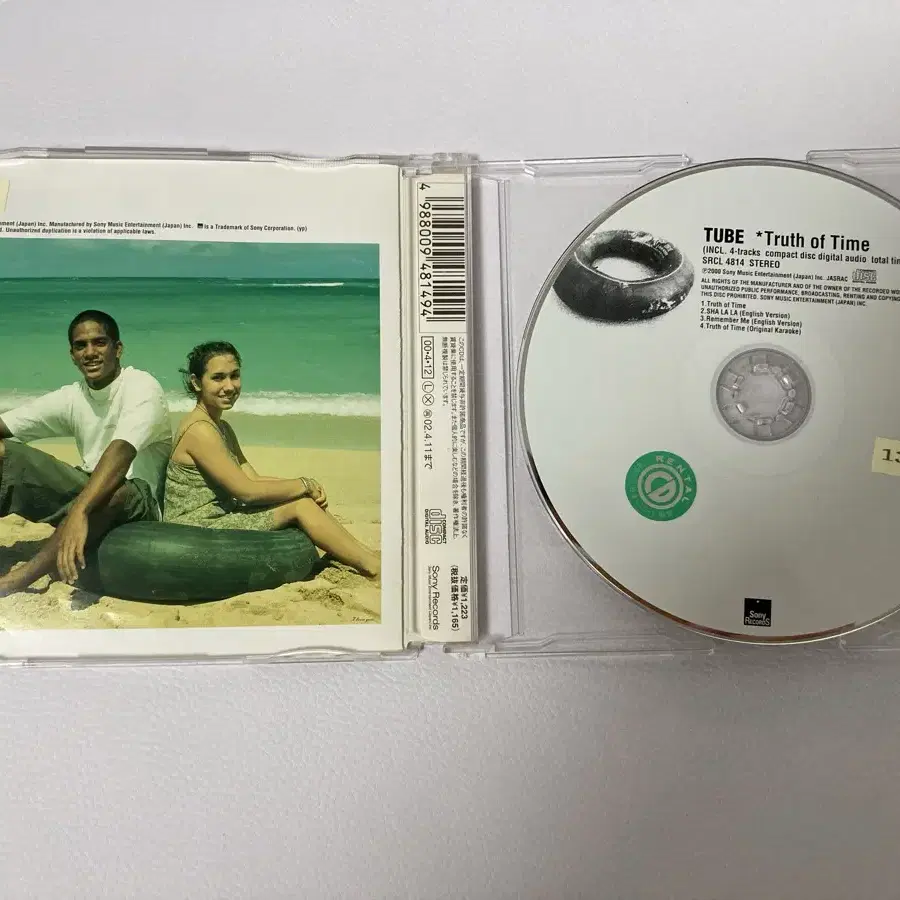 nment (Japan) Inc. Manufactured by Sony Music Entertainment (Japan) Inc. is a Trademark of Sony Corporation. (yp)
d. Unauthorized duplication is a violation of applicable laws.
4 988009 481494
00・4・12
L X
02.4.11まで
COMPACT
disc
DIGITAL AUDIO
定価¥1,223
(税抜価格¥1,165)
Sony Records
TUBE *Truth of Time
(INCL. 4-tracks compact disc digital audio total tim
SRCL 4814 STEREO
℗2000 Sony Music Entertainment (Japan) Inc. JASRAC
ALL RIGHTS OF THE MANUFACTURER AND OF THE OWNER OF THE RECORDED WO
UNAUTHORIZED PUBLIC PERFORMANCE, BROADCASTING, RENTING AND COPYING
THIS DISC PROHIBITED. SONY MUSIC ENTERTAINMENT (JAPAN) INC.
1.Truth of Time
2.SHA LA LA (English Version)
3.Remember Me (English Version)
4.Truth of Time (Original Karaoke)
RENTAL
Sony
Records